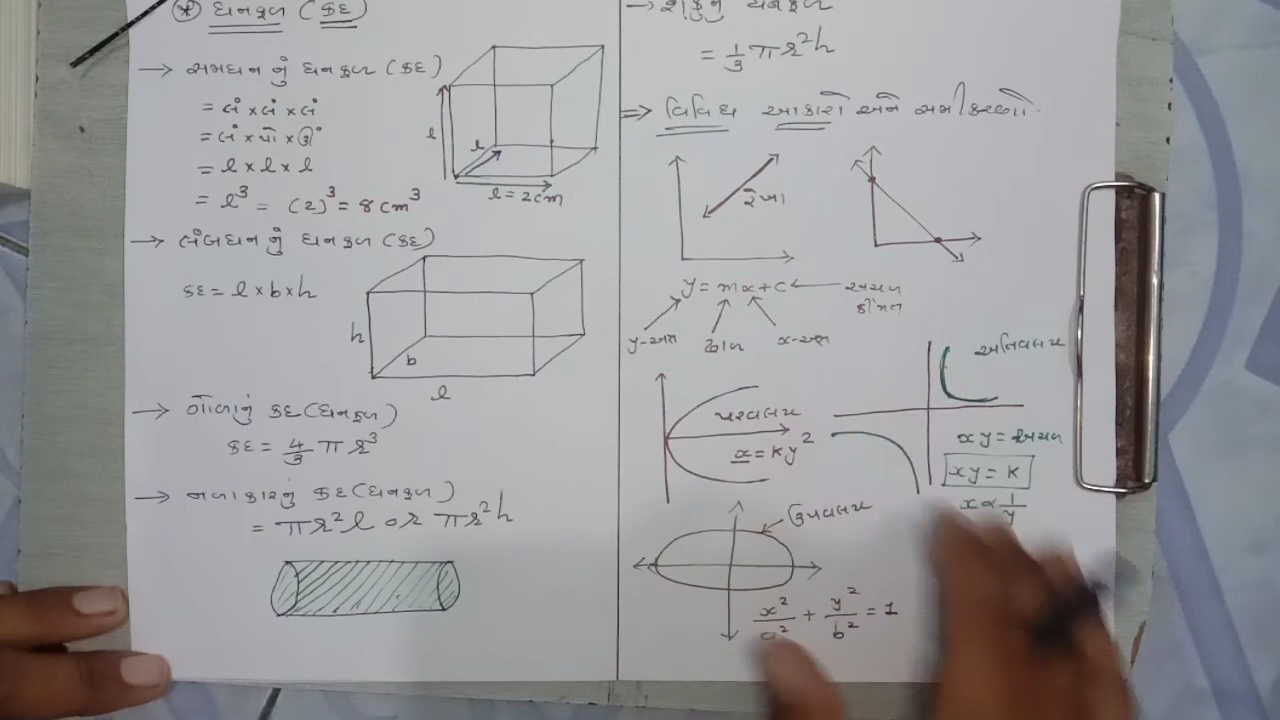 * ઘનફળ (કદ)
→ સમઘન નું ઘનફળ (કદ)
= લં × લં × લં
= લં × પૅા × ઊં
= l × l × l
= l³ = (2)³ = 8 cm³
l
l
l = 2cm
→ લંબઘન નું ઘનફળ (કદ)
કદ = l × b × h
h
b
l
→ ગોળાનું કદ (ઘનફળ)
કદ = 4/3 π r³
→ નળાકારનું કદ (ઘનફળ)
= πr²l or πr²h
→ શંકુનું ઘનફળ
= 1/3 πr²h
⇒ વિવિધ આકારો અને સમીકરણો.
રેખા
y = mx + c ← અચળ
કીંમત
y-અક્ષ
ઢાળ
x-અક્ષ
પરવલય
x = ky²
અતિવલય
xy = અચળ
xy = k
x ∝ 1/y
ઉપવલય
x²/a² + y²/b² = 1